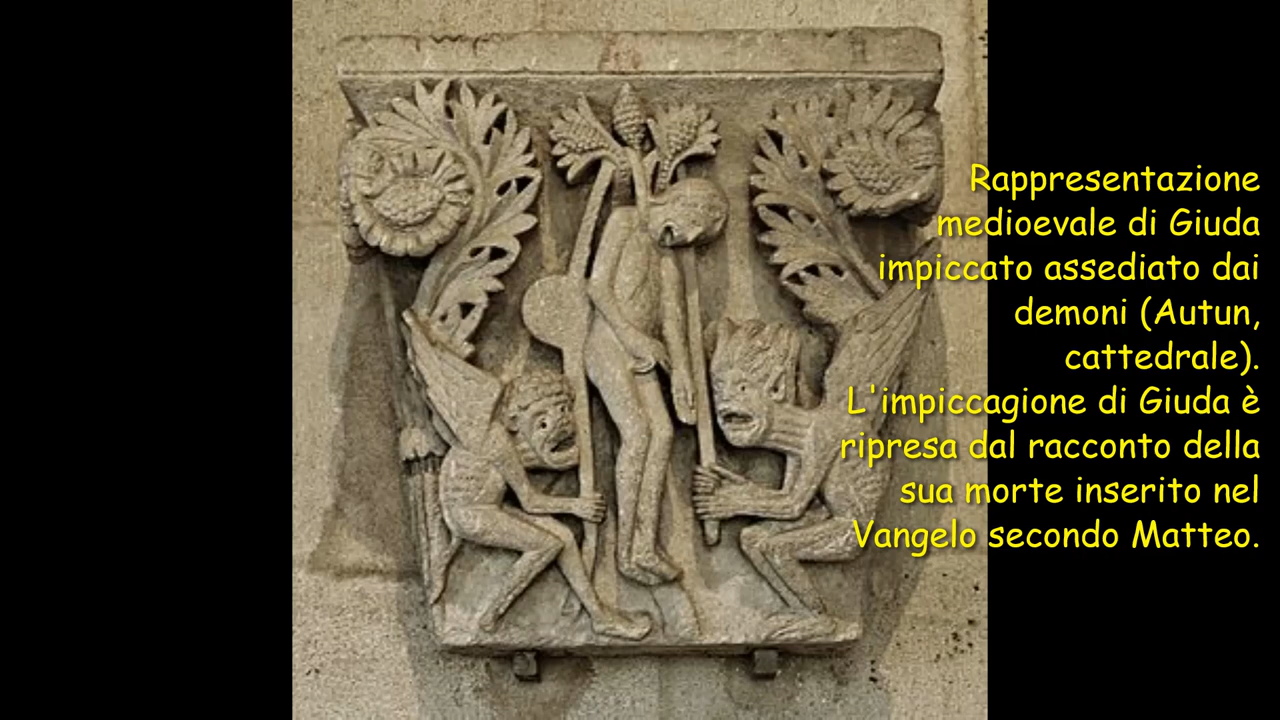 Rappresentazione
medioevale di Giuda
impiccato assediato dai
demoni (Autun,
cattedrale).
L'impiccagione di Giuda è
ripresa dal racconto della
sua morte inserito nel
Vangelo secondo Matteo.